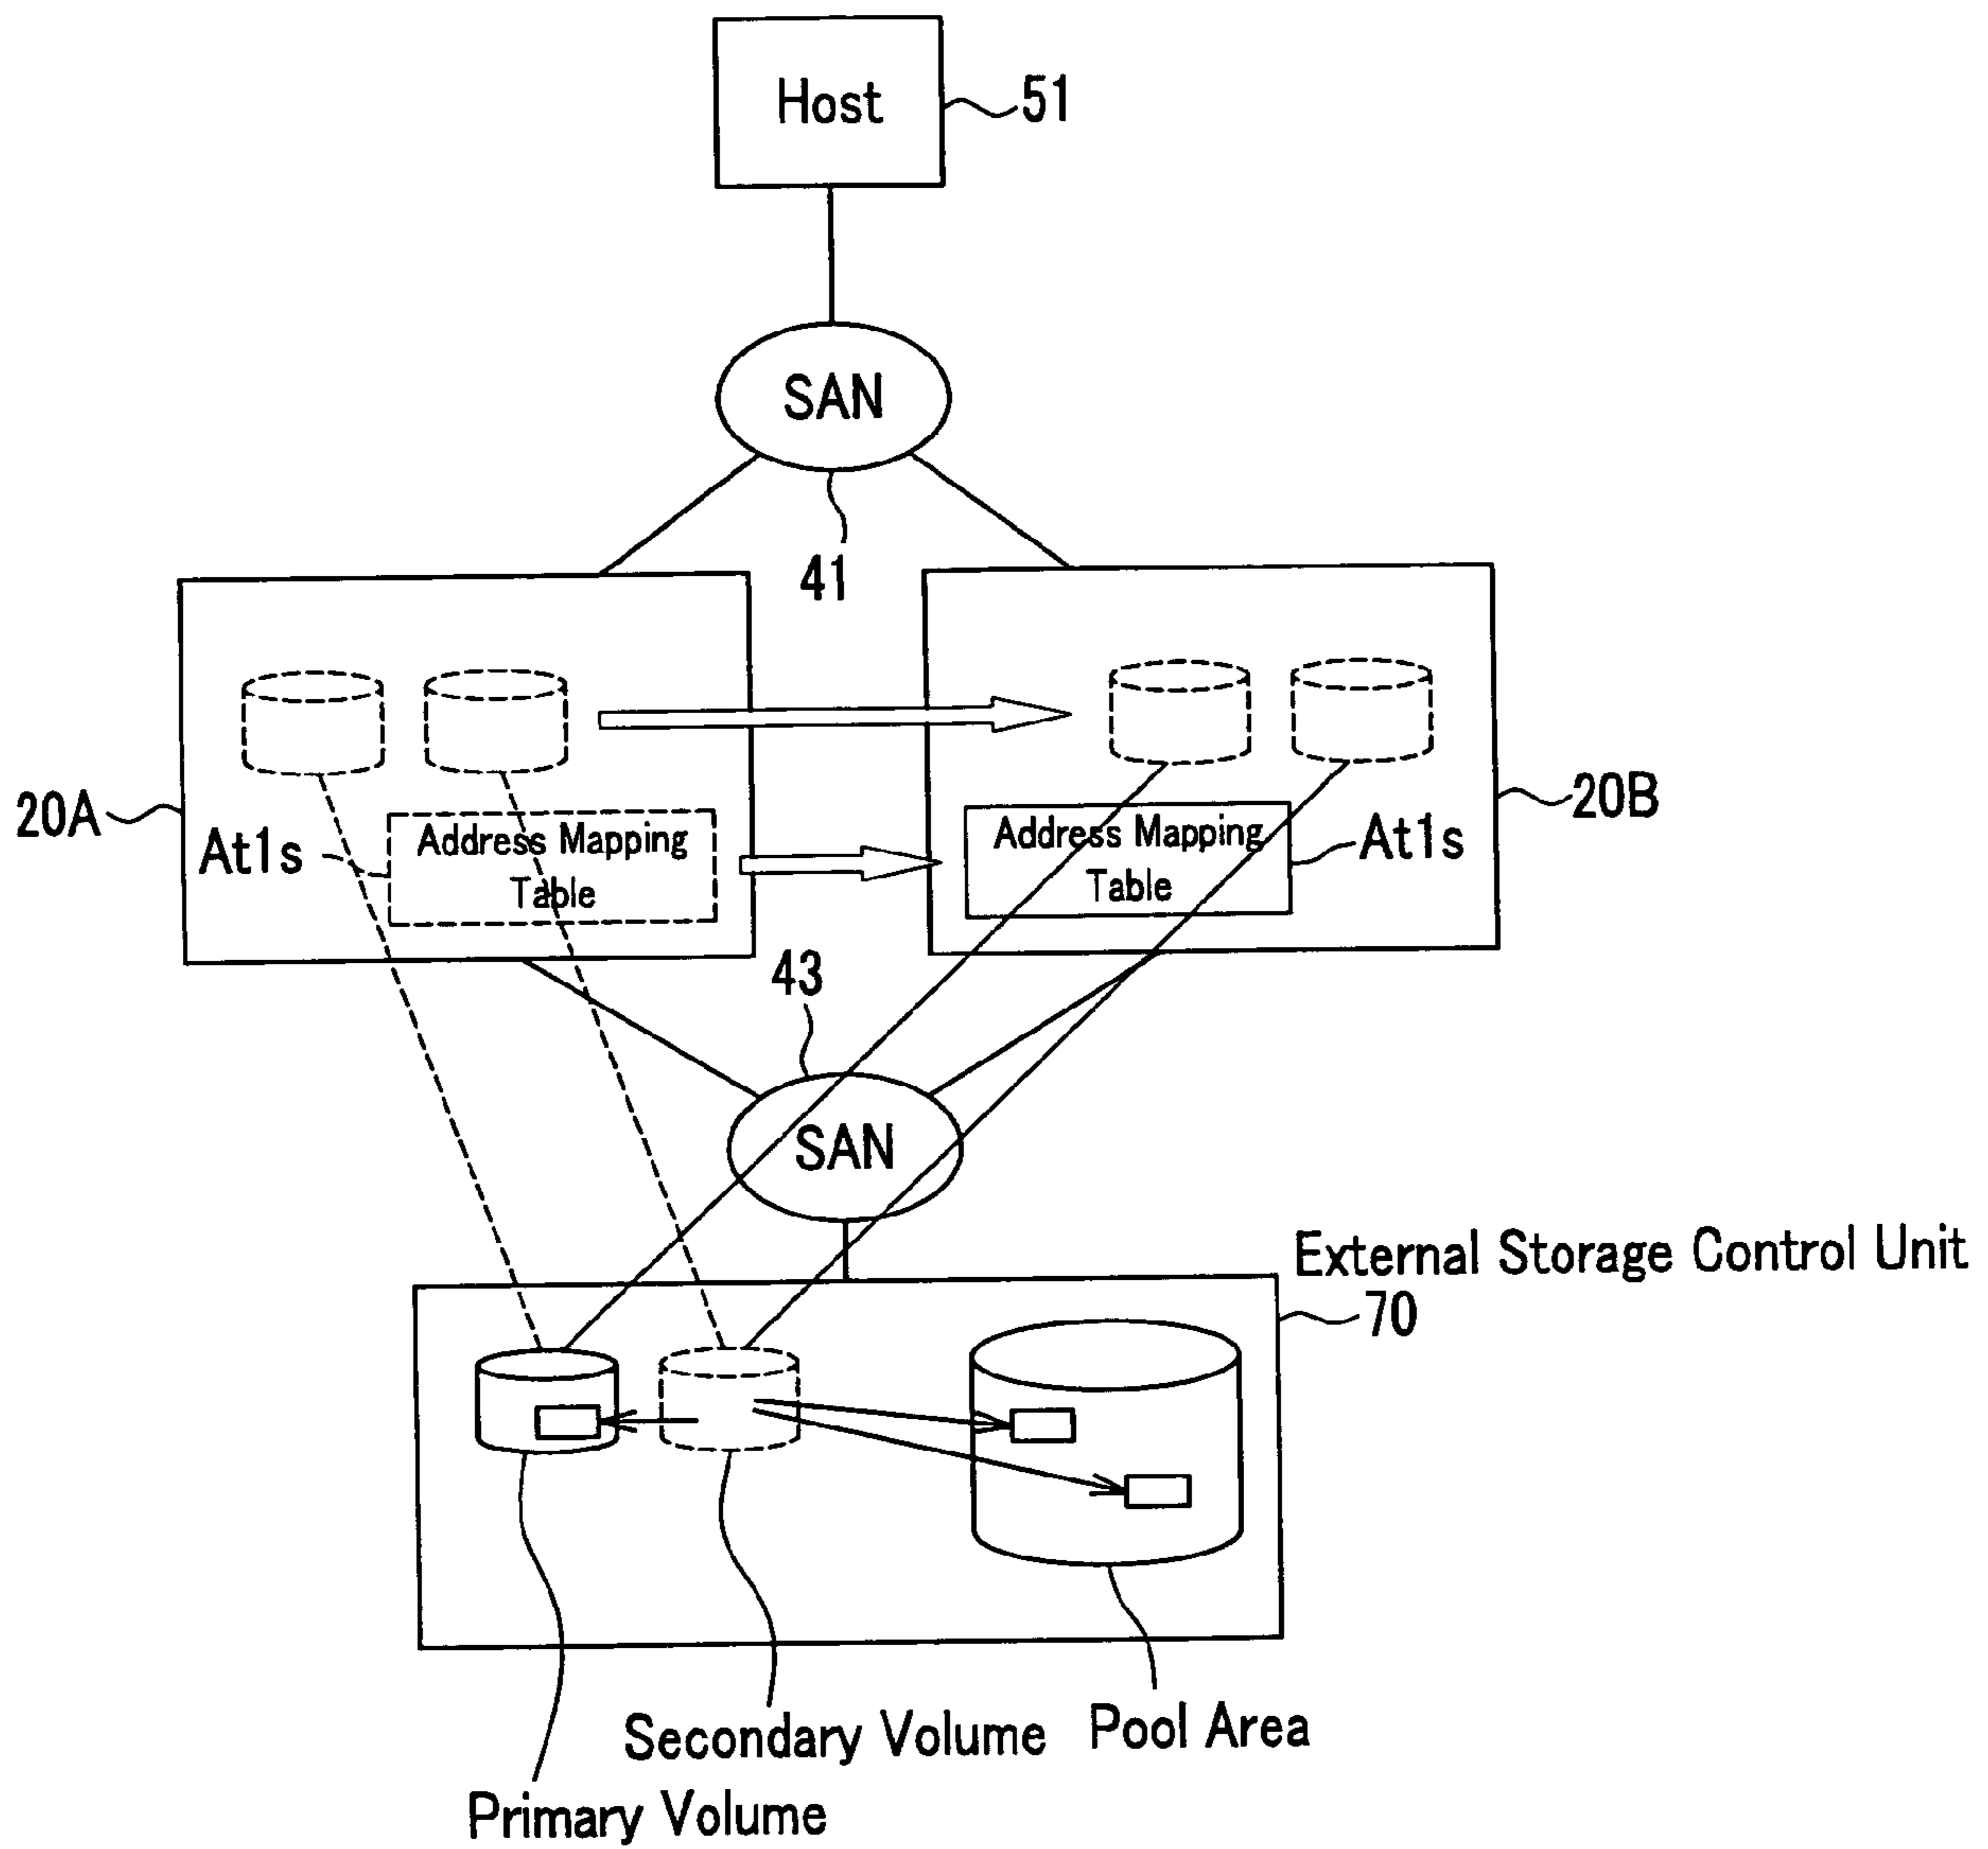 Host
51
SAN
41
20A
20B
At1s
Address Mapping
Table
Address Mapping
Table
At1s
43
SAN
External Storage Control Unit
70
Secondary Volume
Pool Area
Primary Volume